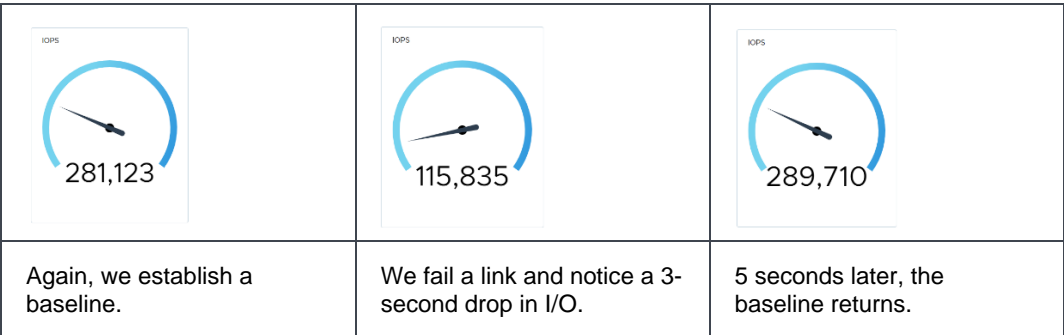 IOPS
281,123
IOPS
115,835
IOPS
289,710
Again, we establish a
baseline.
We fail a link and notice a 3-
second drop in I/O.
5 seconds later, the
baseline returns.